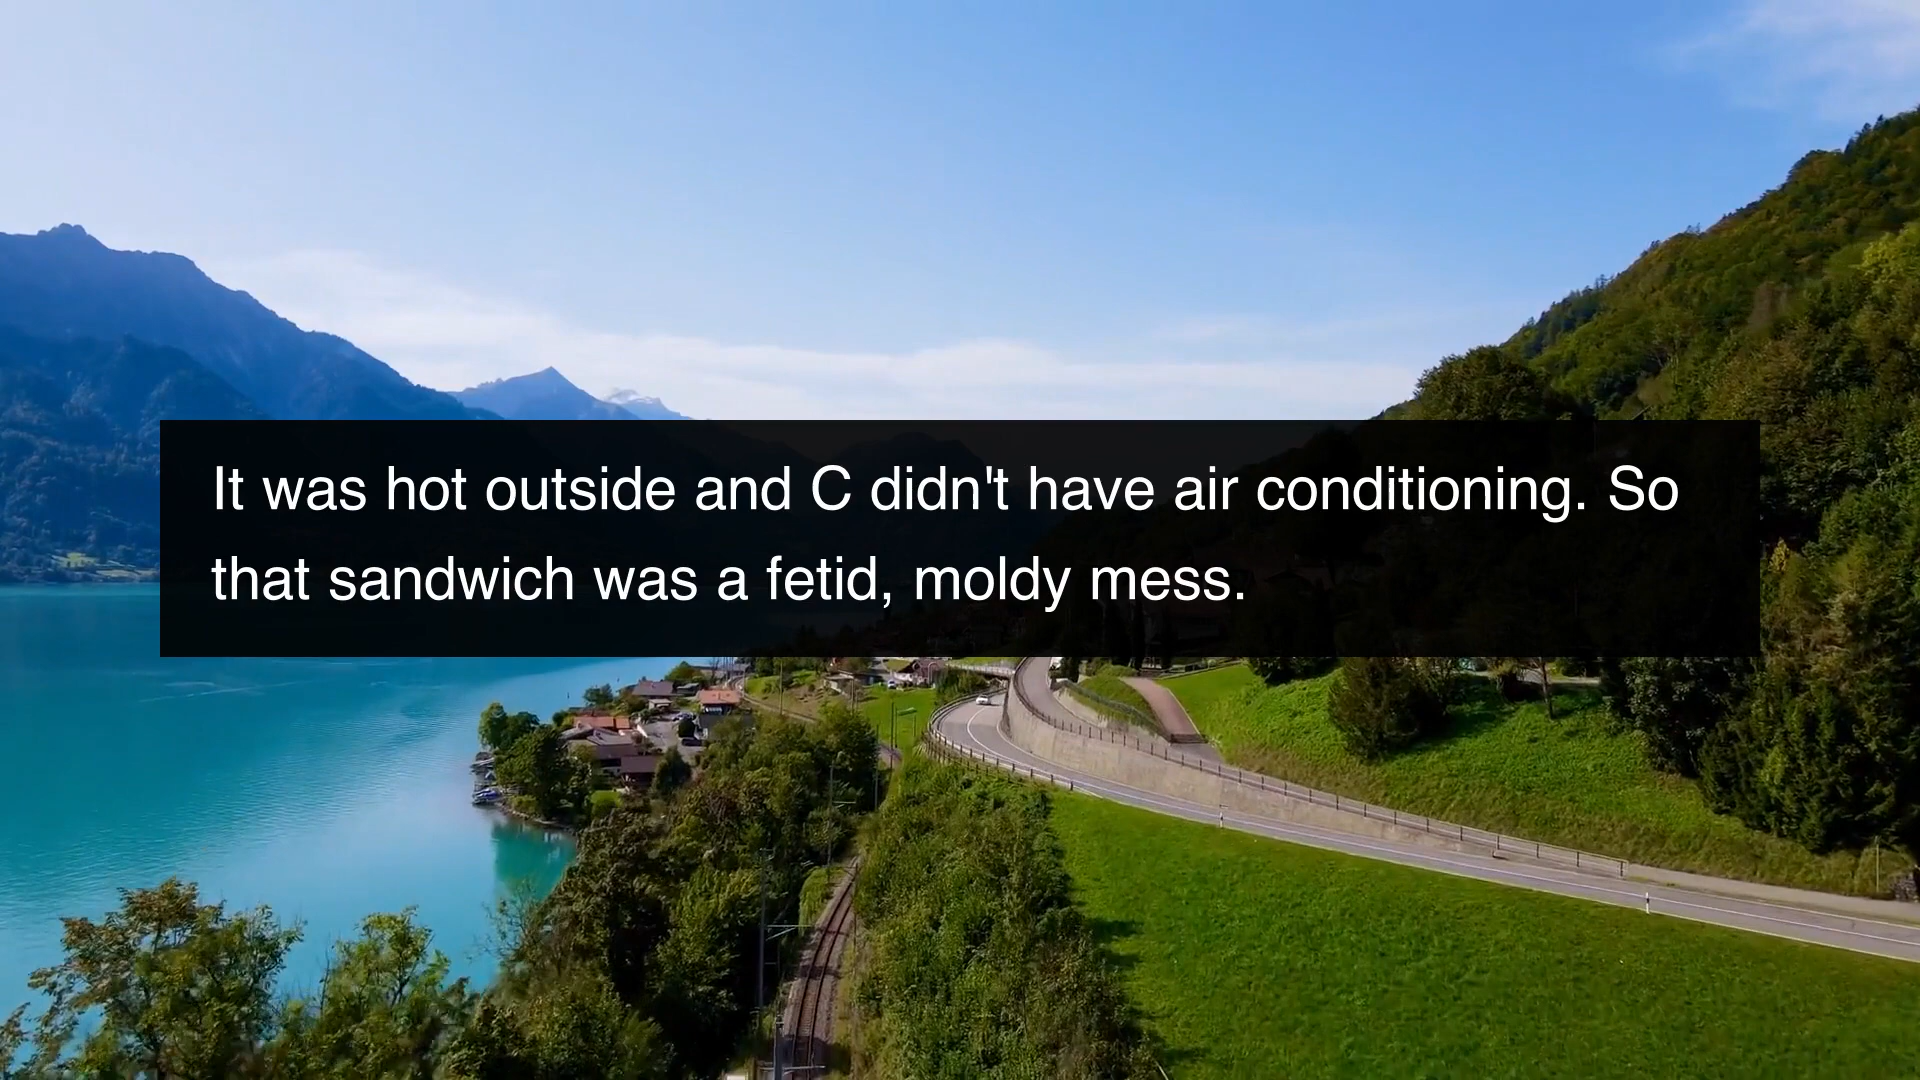 It was hot outside and C didn't have air conditioning. So
that sandwich was a fetid, moldy mess.